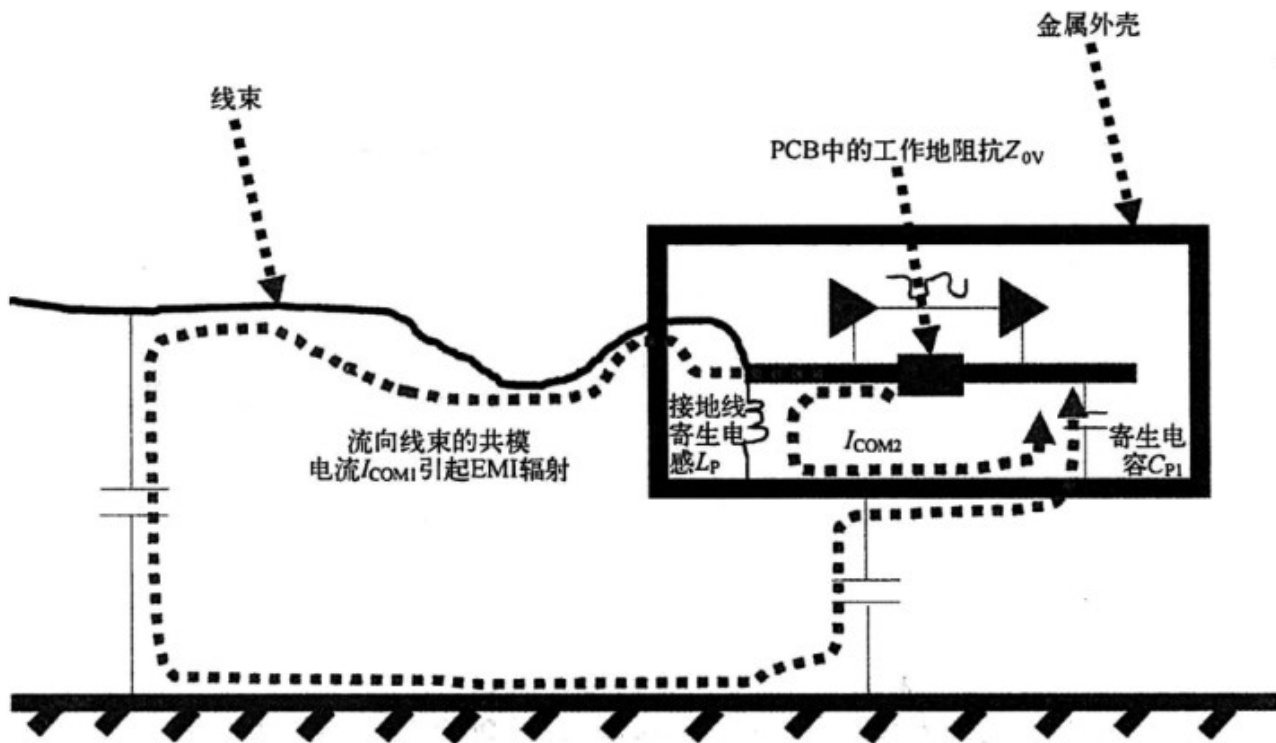 金属外壳
线束
PCB中的工作地阻抗Z0V
接地线
寄生电
感LP
ICOM2
寄生电
容CP1
流向线束的共模
电流ICOM1引起EMI辐射